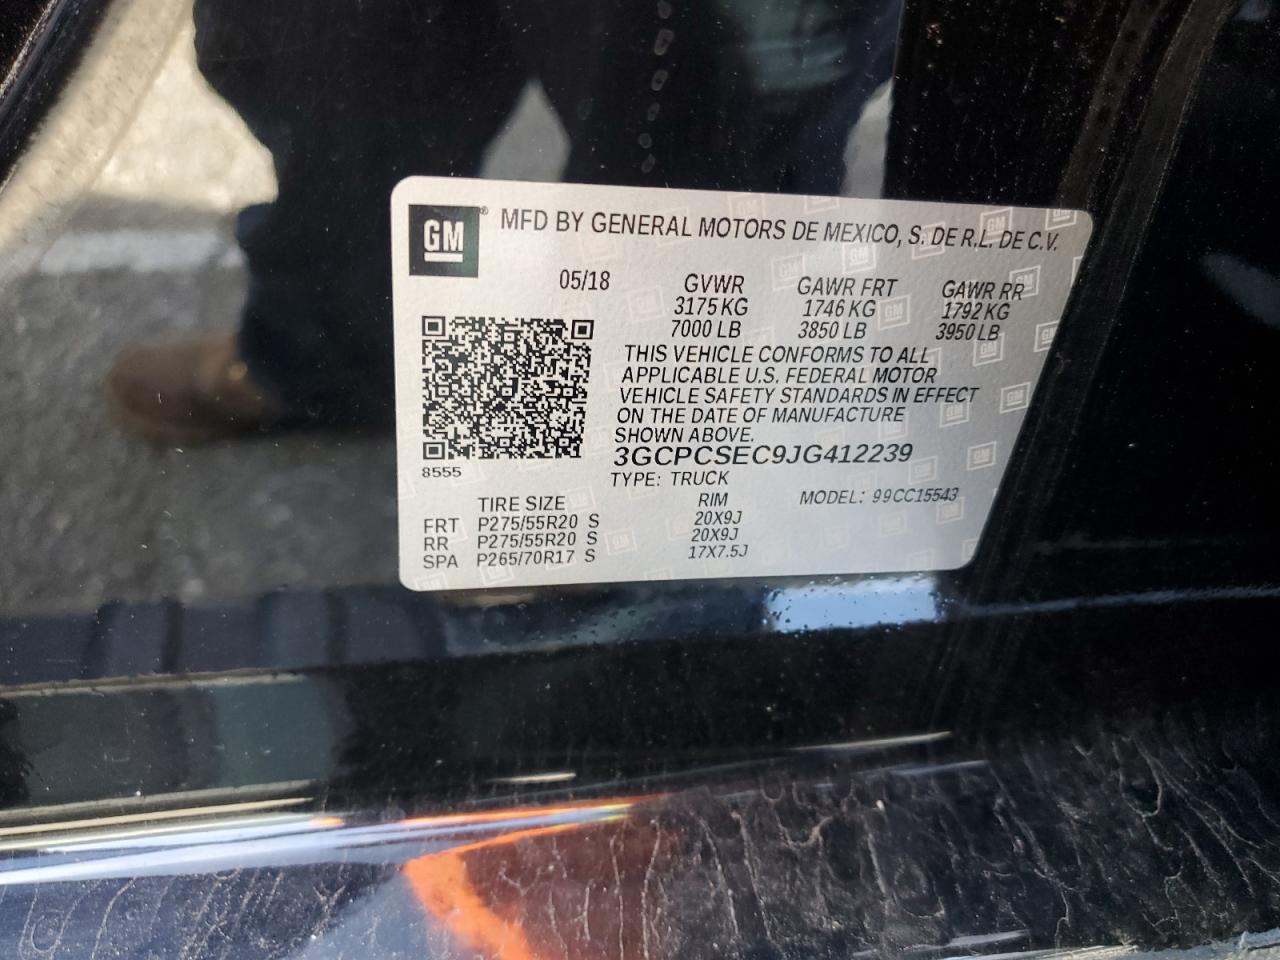 GM® MFD BY GENERAL MOTORS DE MEXICO, S. DE R.L. DE C.V.
05/18 GVWR GAWR FRT GAWR RR
3175 KG 1746 KG 1792 KG
7000 LB 3850 LB 3950 LB
THIS VEHICLE CONFORMS TO ALL
APPLICABLE U.S. FEDERAL MOTOR
VEHICLE SAFETY STANDARDS IN EFFECT
ON THE DATE OF MANUFACTURE
SHOWN ABOVE.
3GCPCSEC9JG412239
8555
TYPE: TRUCK
TIRE SIZE RIM MODEL: 99CC15543
FRT P275/55R20 S 20X9J
RR P275/55R20 S 20X9J
SPA P265/70R17 S 17X7.5J